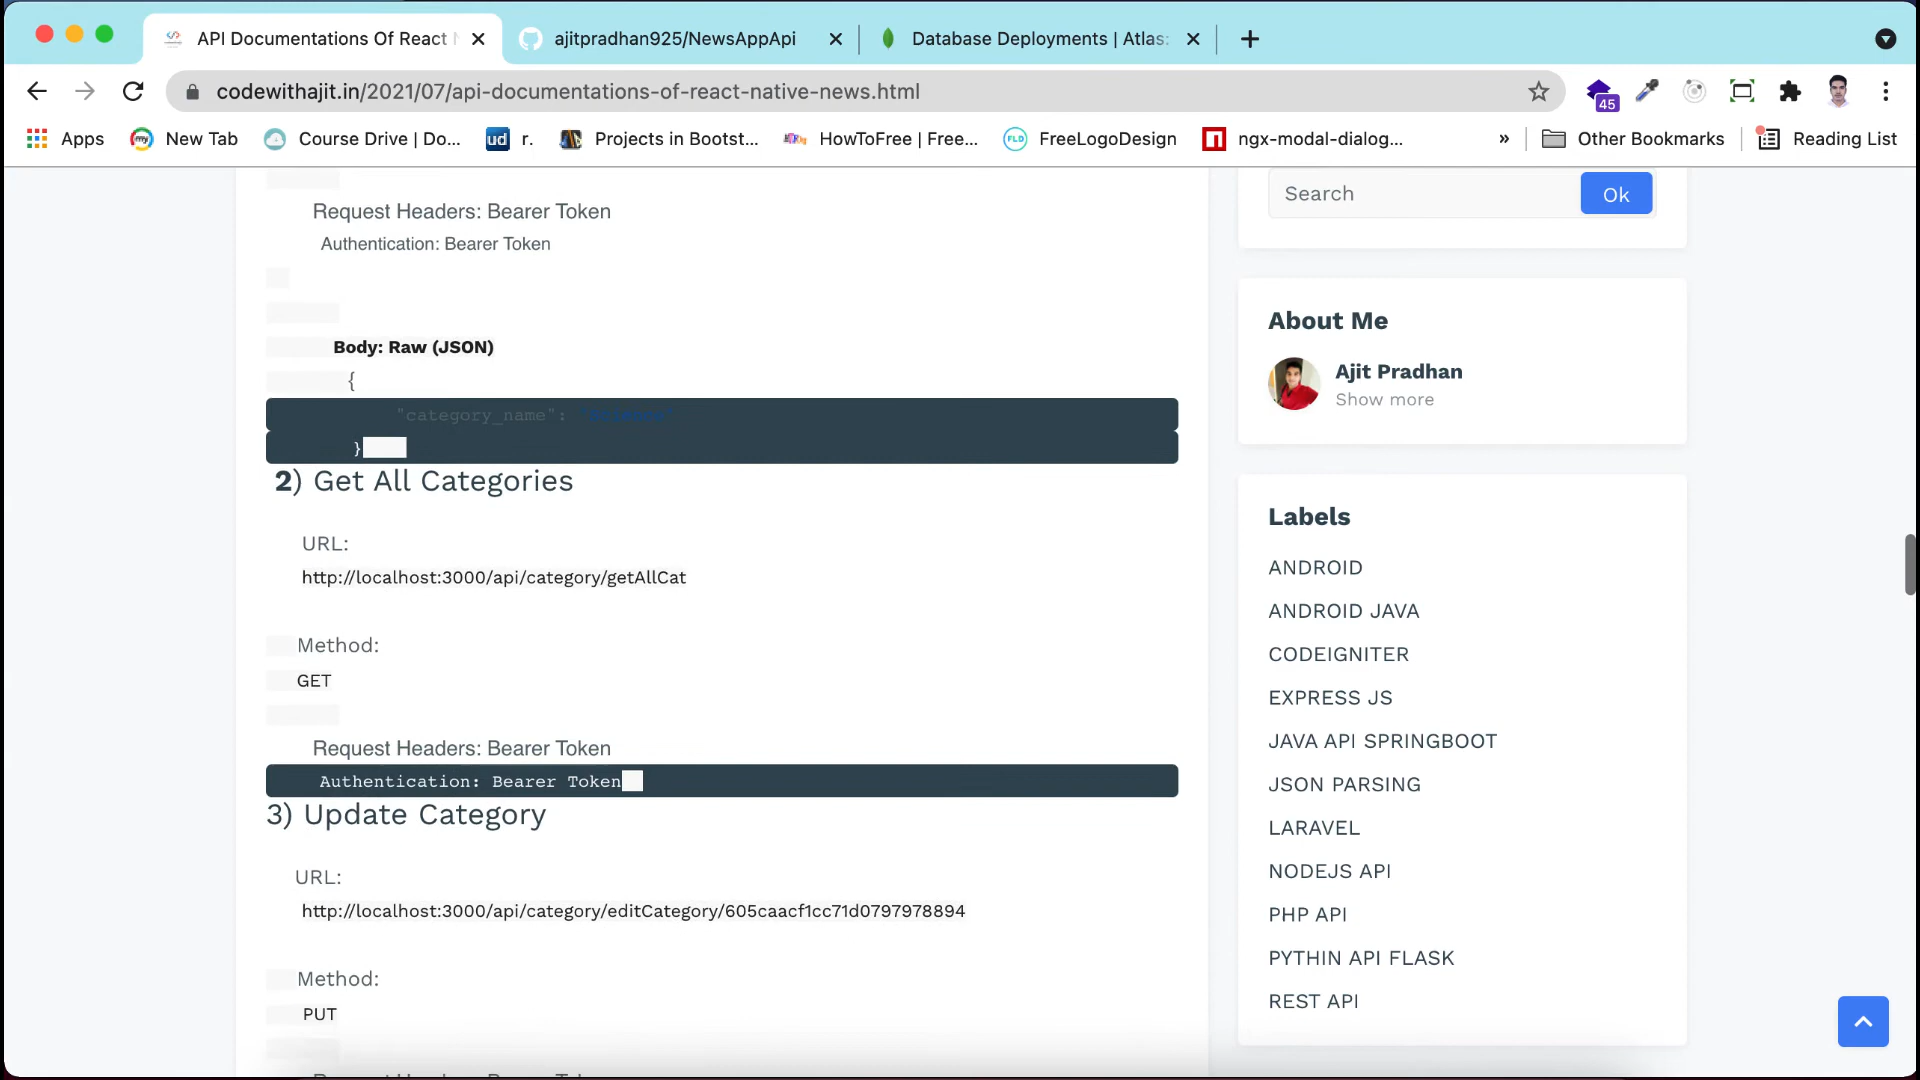 API Documentations Of React
ajitpradhan925/NewsAppApi
Database Deployments | Atlas:
codewithajit.in/2021/07/api-documentations-of-react-native-news.html
45
Apps
New Tab
Course Drive | Do...
ud
r.
Projects in Bootst...
HowToFree | Free...
FLD
FreeLogoDesign
ngx-modal-dialog...
»
Other Bookmarks
Reading List
Request Headers: Bearer Token
Authentication: Bearer Token
Body: Raw (JSON)
{
"category_name":
}
2) Get All Categories
URL:
http://localhost:3000/api/category/getAllCat
Method:
GET
Request Headers: Bearer Token
Authentication: Bearer Token
3) Update Category
URL:
http://localhost:3000/api/category/editCategory/605caacf1cc71d0797978894
Method:
PUT
Search
Ok
About Me
Ajit Pradhan
Show more
Labels
ANDROID
ANDROID JAVA
CODEIGNITER
EXPRESS JS
JAVA API SPRINGBOOT
JSON PARSING
LARAVEL
NODEJS API
PHP API
PYTHIN API FLASK
REST API